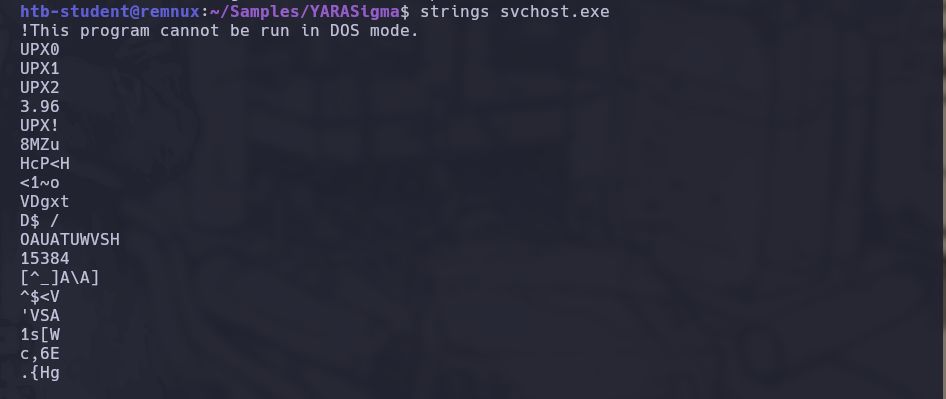 htb-student@remnux:~/Samples/YARASigma$ strings svchost.exe
!This program cannot be run in DOS mode.
UPX0
UPX1
UPX2
3.96
UPX!
8MZu
HcP<H
<1~o
VDgxt
D$ /
OAUATUWVSH
15384
[^_]A\A]
^$<V
'VSA
1s[W
c,6E
.{Hg